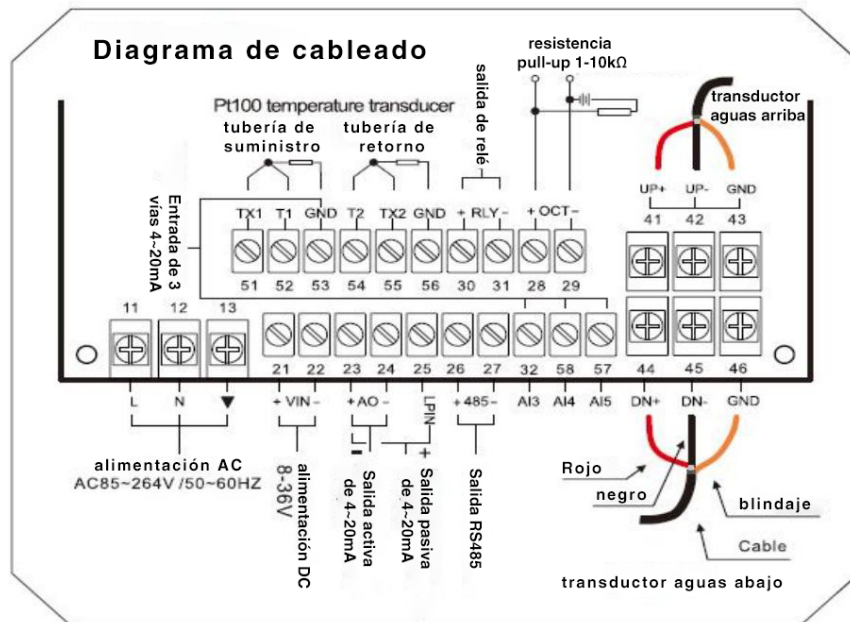 Diagrama de cableado
resistencia
pull-up 1-10kΩ
salida de relé
Pt100 temperature transducer
tubería de
suministro
tubería de
retorno
transductor
aguas arriba
Entrada de 3
vías 4~20mA
UP+ UP- GND
41 42 43
TX1 T1 GND T2 TX2 GND + RLY - + OCT -
51 52 53 54 55 56 30 31 28 29
11 12 13
21 22 23 24 25 26 27 32 58 57 44 45 46
L N + VIN - + AO - LPIN + 485 - AI3 AI4 AI5 DN+ DN- GND
- +
alimentación AC
AC85~264V /50~60HZ
alimentación DC
8-36V
Salida activa
de 4~20mA
Salida pasiva
de 4~20mA
Salida RS485
Rojo
negro
blindaje
Cable
transductor aguas abajo